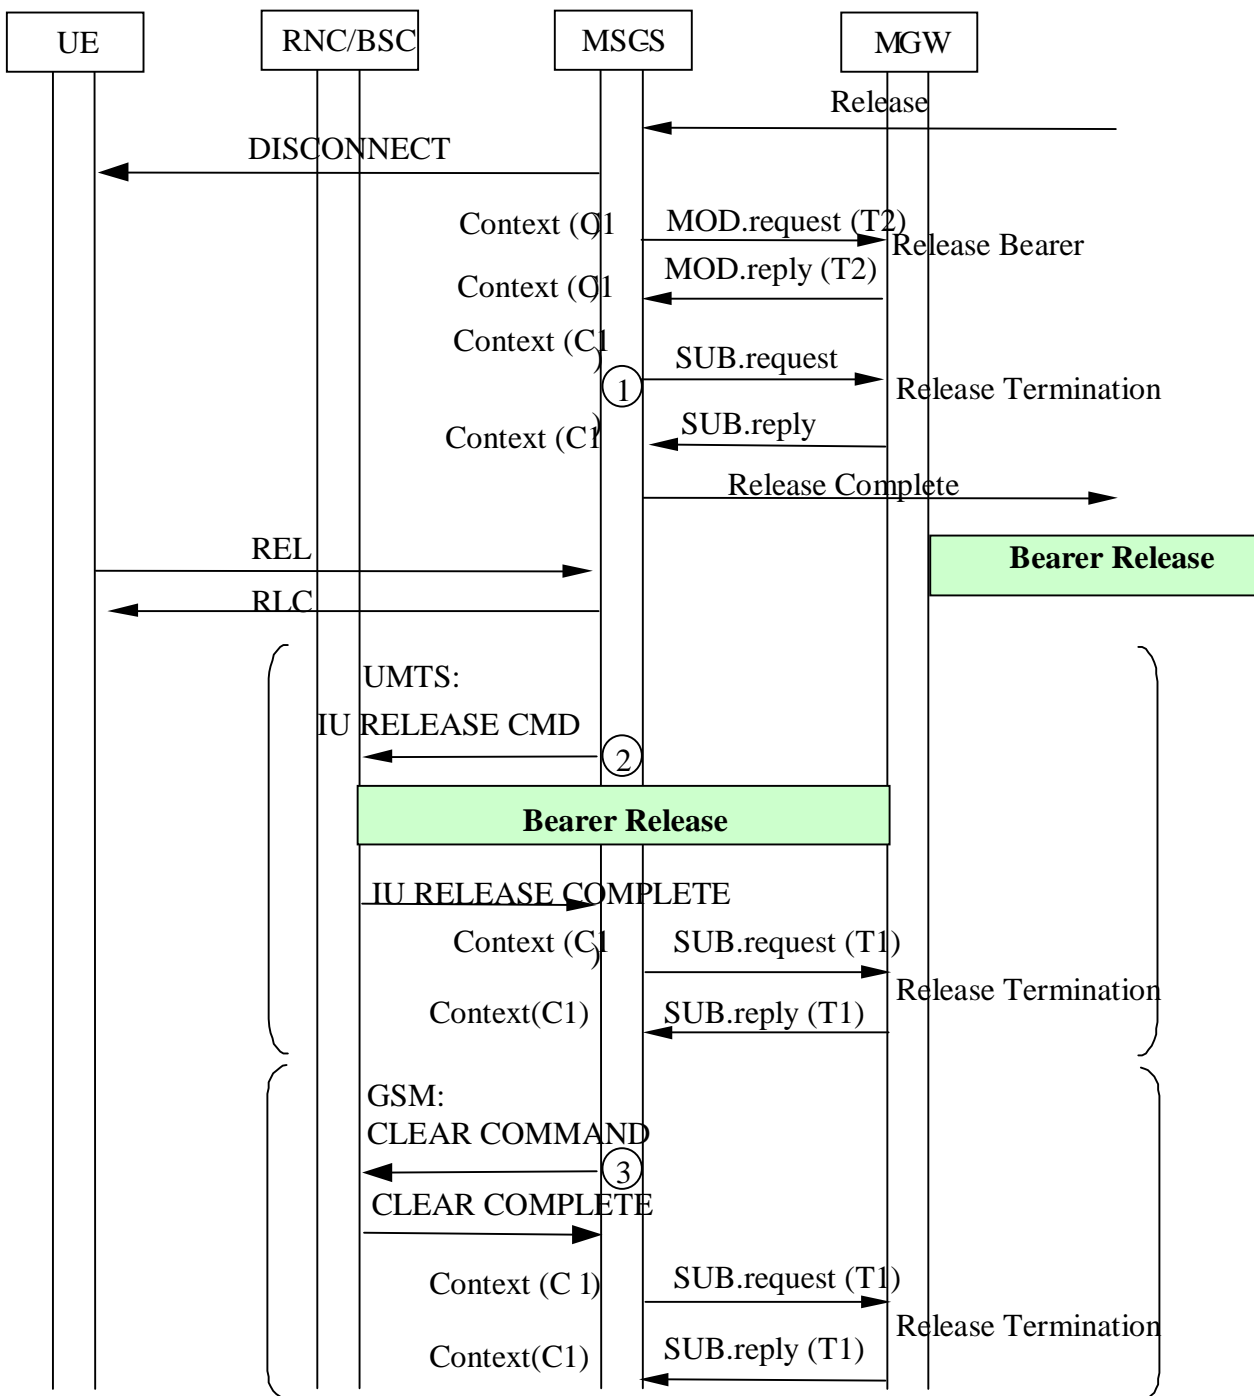 UE
RNC/BSC
MSC-S
MGW
Release
DISCONNECT
Context (C1)
MOD.request (T2)
Release Bearer
Context (C1)
MOD.reply (T2)
Context (C1)
SUB.request
1
Release Termination
Context (C1)
SUB.reply
Release Complete
REL
Bearer Release
RLC
UMTS:
IU RELEASE CMD
2
Bearer Release
IU RELEASE COMPLETE
Context (C1)
SUB.request (T1)
Release Termination
Context(C1)
SUB.reply (T1)
GSM:
CLEAR COMMAND
3
CLEAR COMPLETE
Context (C 1)
SUB.request (T1)
Release Termination
Context(C1)
SUB.reply (T1)